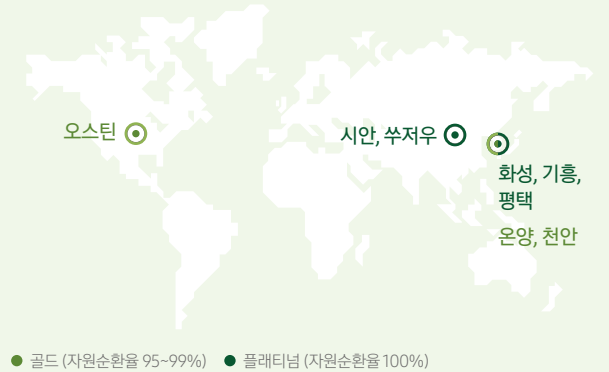 오스틴
시안, 쑤저우
화성, 기흥,
평택
온양, 천안
골드 (자원순환율 95~99%)
플래티넘 (자원순환율 100%)